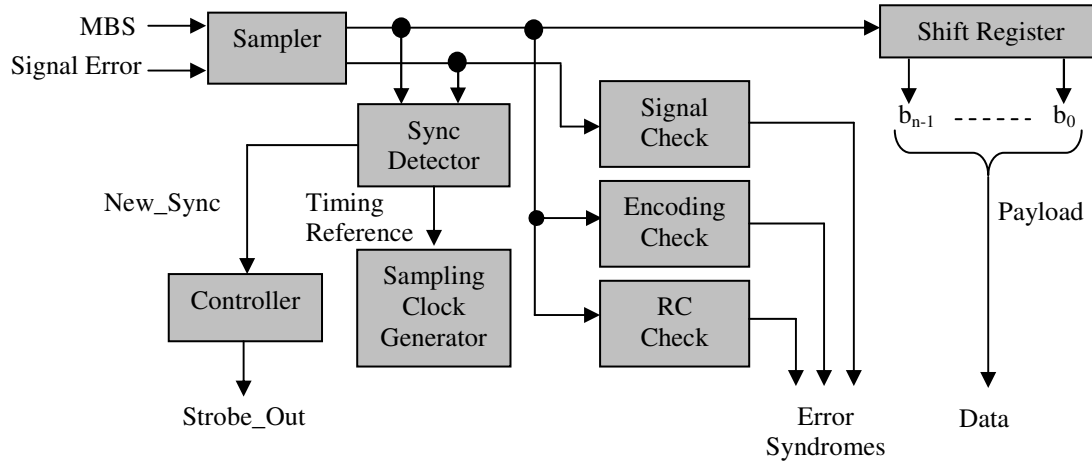 MBS
Signal Error
Sampler
Shift Register
b_{n-1} ------ b_0
Sync
Detector
Signal
Check
New_Sync
Timing
Reference
Encoding
Check
Payload
Controller
Sampling
Clock
Generator
RC
Check
Strobe_Out
Error
Syndromes
Data